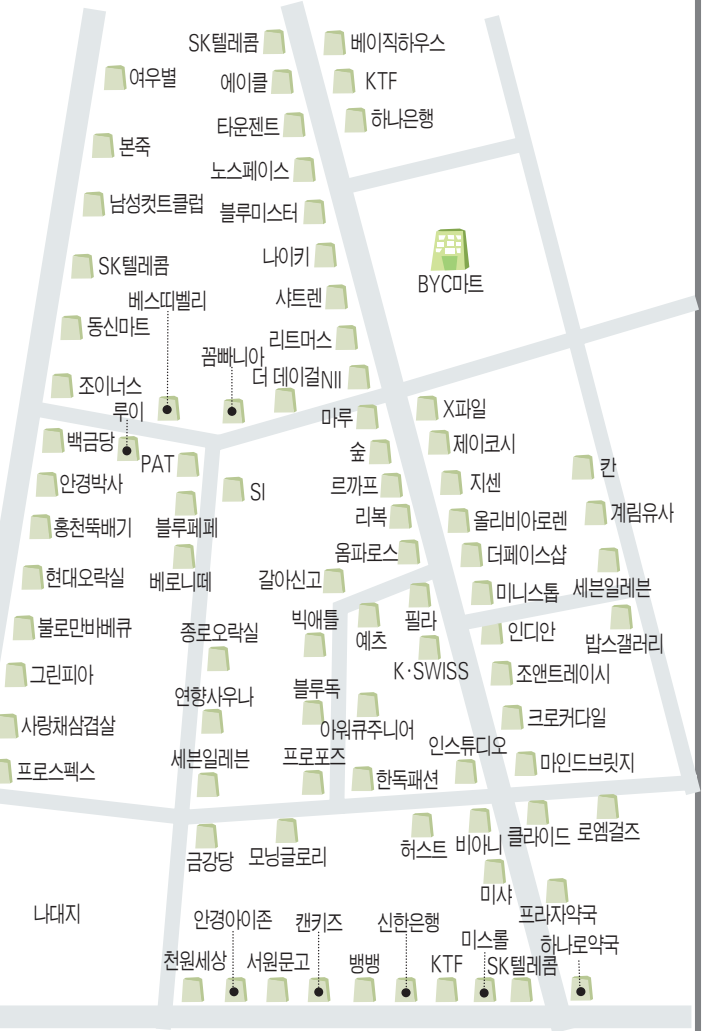 SK텔레콤
베이직하우스
여우별
에이클
KTF
타운젠트
하나은행
본죽
노스페이스
남성컷트클럽
블루미스터
나이키
SK텔레콤
BYC마트
베스띠벨리
샤트렌
동신마트
리트머스
꼼빠니아
더 데이걸
NII
조이너스
루이
마루
X파일
백금당
제이코시
PAT
숲
칸
안경박사
SI
르까프
지센
홍천뚝배기
블루페페
리복
올리비아로렌
계림유사
옴파로스
더페이스샵
현대오락실
베로니떼
갈아신고
미니스톱
세븐일레븐
불로만바베큐
종로오락실
빅애틀
예츠
필라
인디안
밥스갤러리
그린피아
K·SWISS
조앤트레이시
연향사우나
블루독
사랑채삼겹살
아워큐주니어
크로커다일
세븐일레븐
프로포즈
인스튜디오
프로스펙스
한독패션
마인드브릿지
금강당
모닝글로리
허스트
비아니
클라이드
로엠걸즈
미샤
나대지
안경아이존
캔키즈
신한은행
프라자약국
미스롤
하나로약국
천원세상
서원문고
뱅뱅
KTF
SK텔레콤